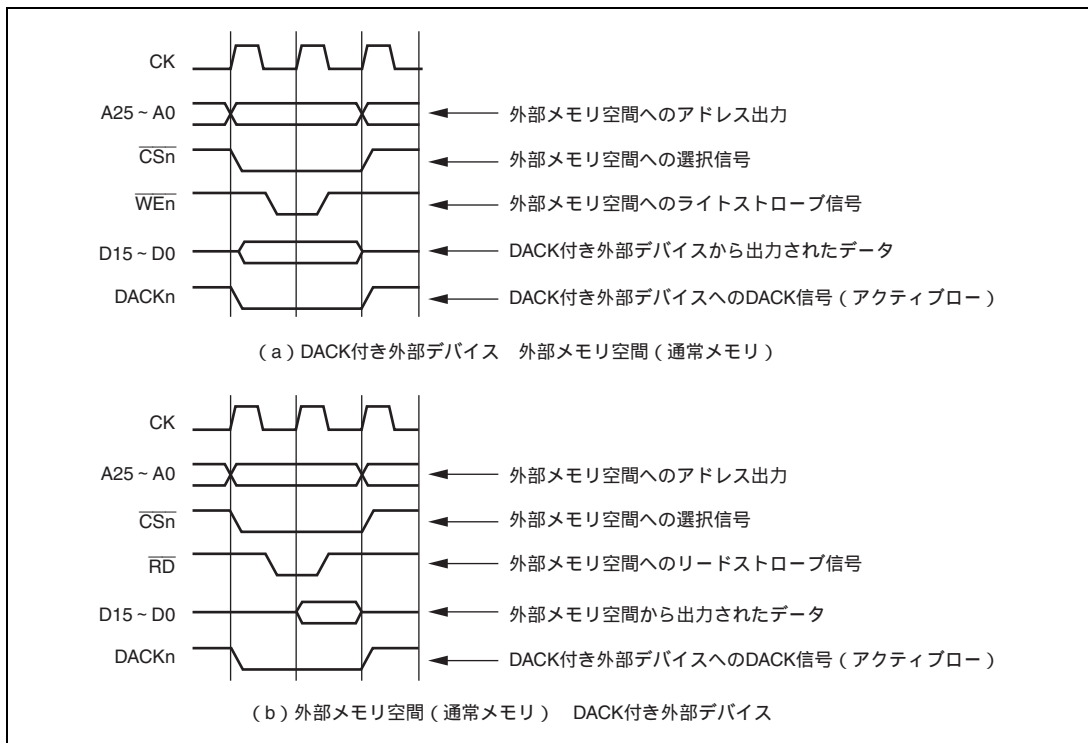 CK
A25 ~ A0 外部メモリ空間へのアドレス出力
CSn 外部メモリ空間への選択信号
WEn 外部メモリ空間へのライトストローブ信号
D15 ~ D0 DACK付き外部デバイスから出力されたデータ
DACKn DACK付き外部デバイスへのDACK信号（アクティブロー）
（a）DACK付き外部デバイス　外部メモリ空間（通常メモリ）
CK
A25 ~ A0 外部メモリ空間へのアドレス出力
CSn 外部メモリ空間への選択信号
RD 外部メモリ空間へのリードストローブ信号
D15 ~ D0 外部メモリ空間から出力されたデータ
DACKn DACK付き外部デバイスへのDACK信号（アクティブロー）
（b）外部メモリ空間（通常メモリ）　DACK付き外部デバイス